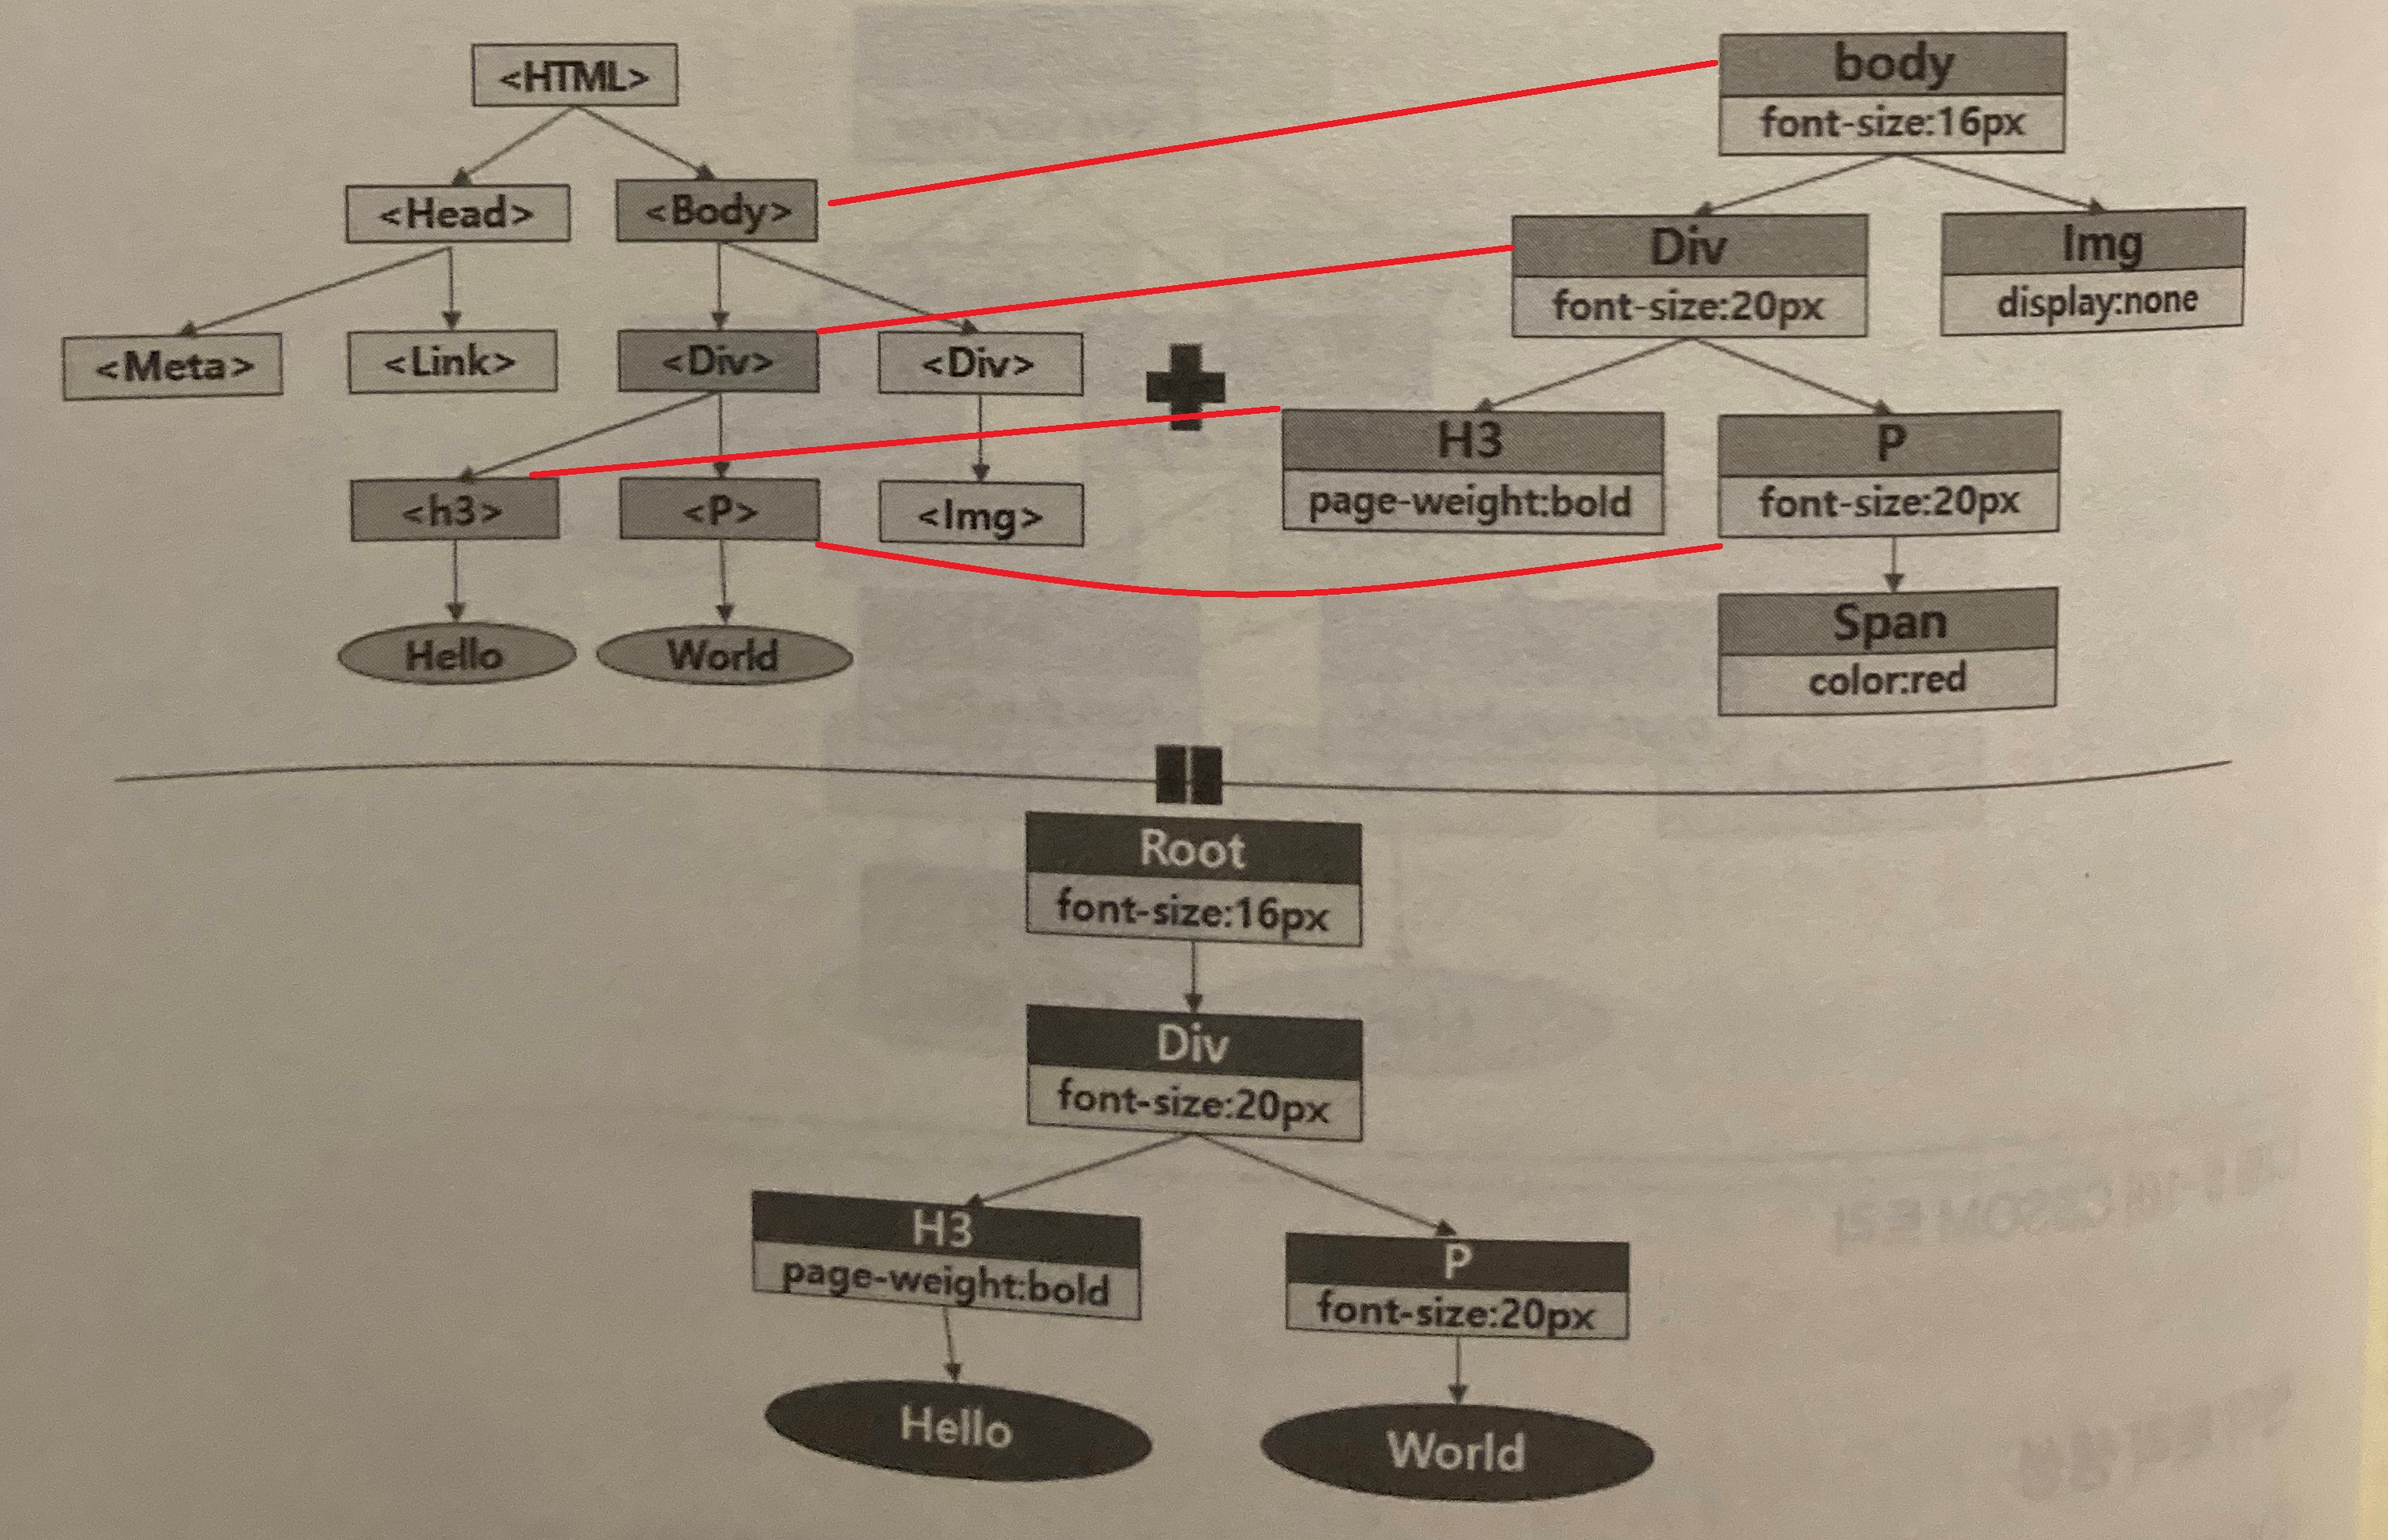 <HTML>
<Head>
<Body>
<Meta>
<Link>
<Div>
<Div>
<h3>
<P>
<Img>
Hello
World
body
font-size:16px
Div
font-size:20px
Img
display:none
H3
page-weight:bold
P
font-size:20px
Span
color:red
Root
font-size:16px
Div
font-size:20px
H3
page-weight:bold
P
font-size:20px
Hello
World